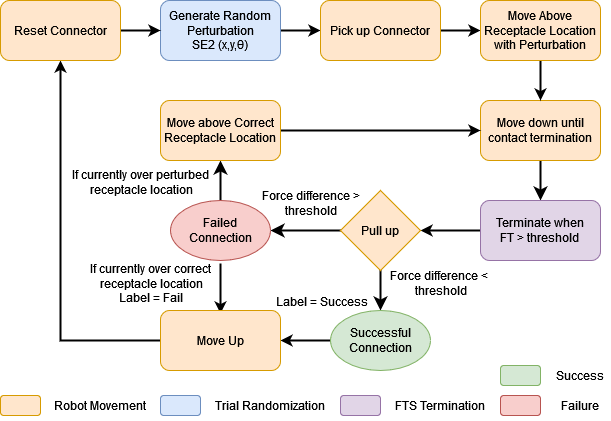 Reset Connector
Generate Random
Perturbation
SE2 (x,y,θ)
Pick up Connector
Move Above
Receptacle Location
with Perturbation
Move above Correct
Receptacle Location
Move down until
contact termination
If currently over perturbed
receptacle location
Force difference >
threshold
Failed
Connection
Pull up
Terminate when
FT > threshold
If currently over correct
receptacle location
Label = Fail
Force difference <
threshold
Label = Success
Move Up
Successful
Connection
Success
Robot Movement
Trial Randomization
FTS Termination
Failure